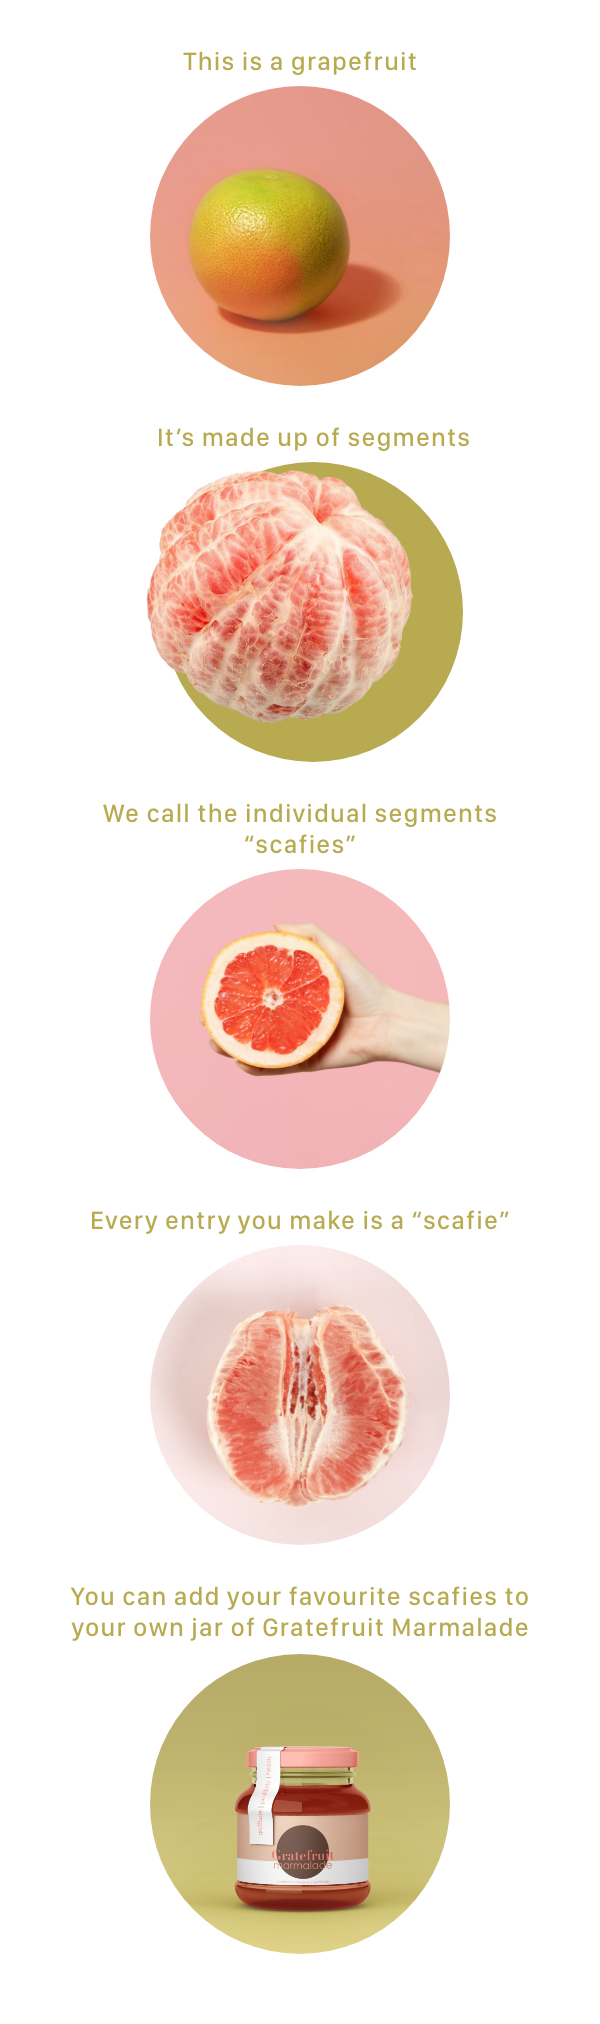 This is a grapefruit
It’s made up of segments
We call the individual segments
“scafies”
Every entry you make is a “scafie”
You can add your favourite scafies to
your own jar of Gratefruit Marmalade
Gratefruit
marmalade